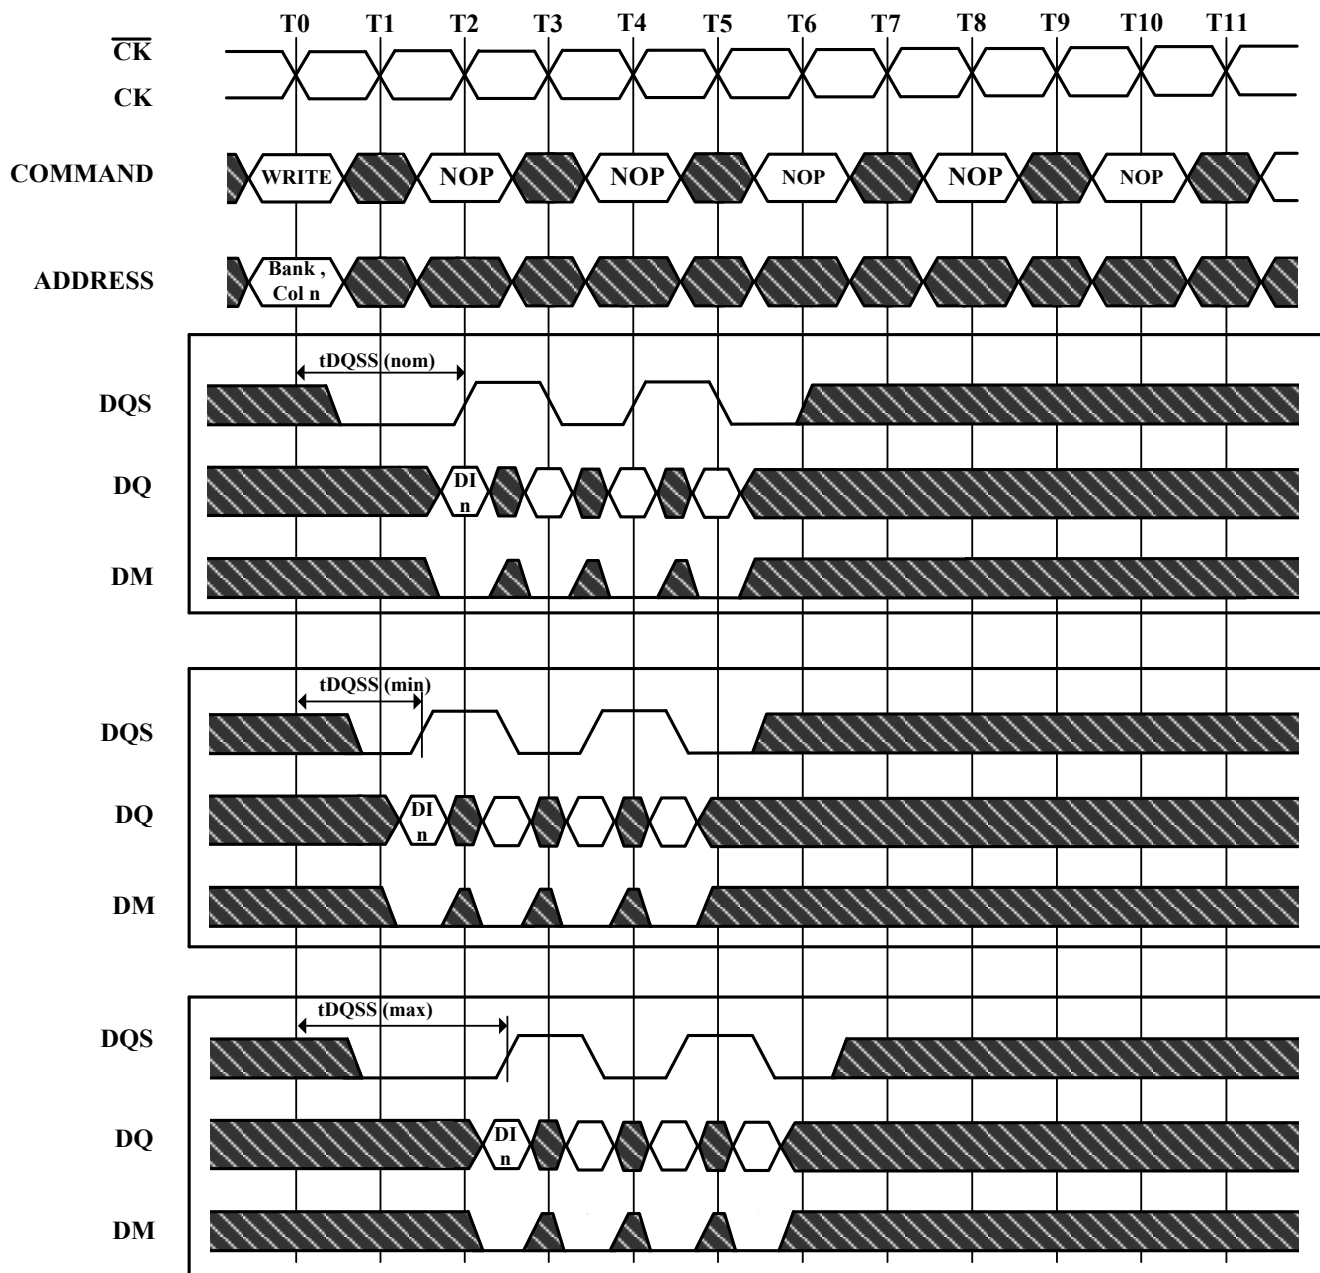 T0 T1 T2 T3 T4 T5 T6 T7 T8 T9 T10 T11
CK
CK
COMMAND WRITE NOP NOP NOP NOP NOP
ADDRESS Bank ,
Col n
tDQSS (nom)
DQS
DQ DI
n
DM
tDQSS (min)
DQS
DQ DI
n
DM
tDQSS (max)
DQS
DQ DI
n
DM